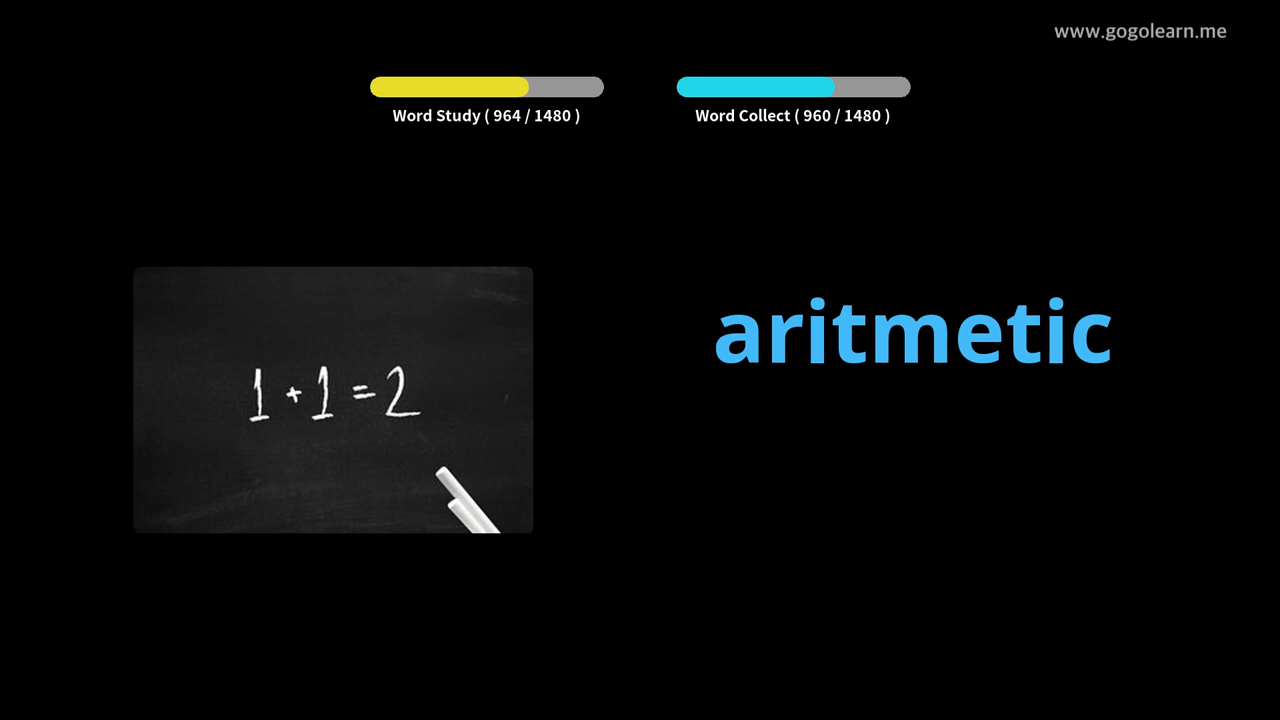 www.gogolearn.me
Word Study ( 964 / 1480 )
Word Collect ( 960 / 1480 )
aritmetic
1 + 1 = 2